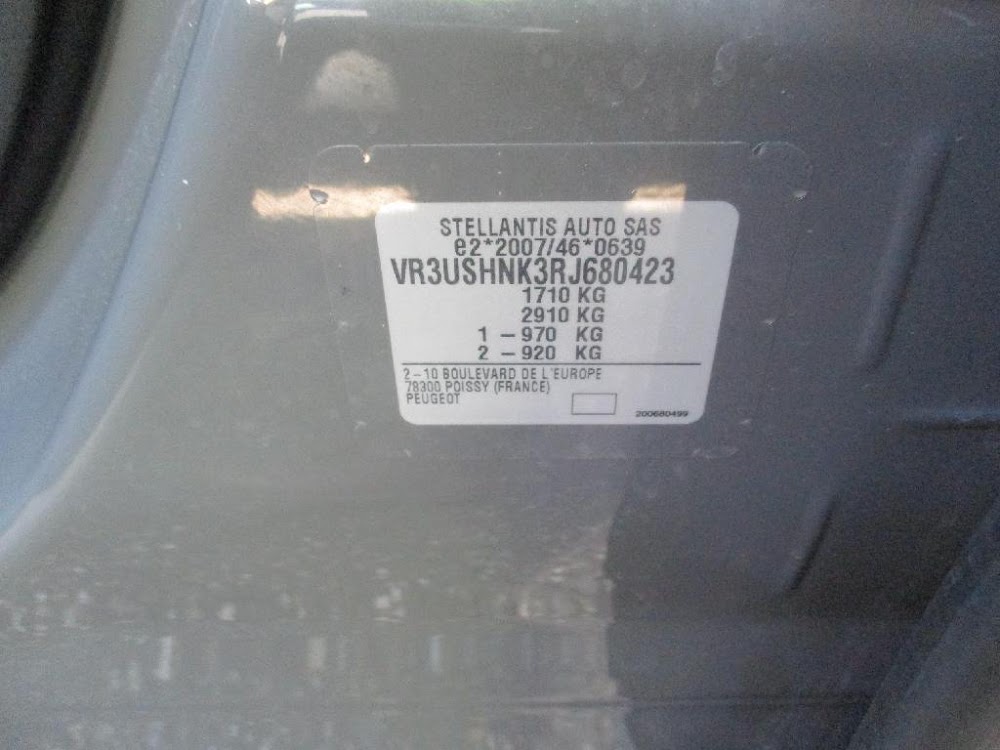 STELLANTIS AUTO SAS
e2*2007/46*0639
VR3USHNK3RJ680423
1710 KG
2910 KG
1 - 970 KG
2 - 920 KG
2-10 BOULEVARD DE L'EUROPE
78300 POISSY (FRANCE)
PEUGEOT
200680499